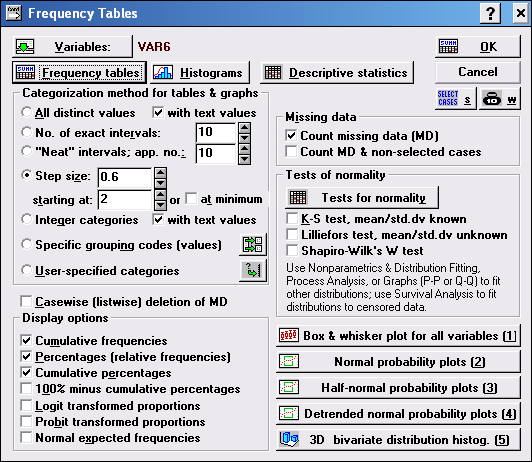 Frequency Tables
?
Variables: VAR6
OK
Frequency tables
Histograms
Descriptive statistics
Cancel
SELECT CASES S
W
Categorization method for tables & graphs
All distinct values
with text values
No. of exact intervals: 10
"Neat" intervals; app. no.: 10
Step size: 0.6
starting at: 2 or at minimum
Integer categories
with text values
Specific grouping codes (values)
User-specified categories
Casewise (listwise) deletion of MD
Display options
Cumulative frequencies
Percentages (relative frequencies)
Cumulative percentages
100% minus cumulative percentages
Logit transformed proportions
Probit transformed proportions
Normal expected frequencies
Missing data
Count missing data (MD)
Count MD & non-selected cases
Tests of normality
Tests for normality
K-S test, mean/std.dv known
Lilliefors test, mean/std.dv unknown
Shapiro-Wilk's W test
Use Nonparametrics & Distribution Fitting,
Process Analysis, or Graphs (P-P or Q-Q) to fit
other distributions; use Survival Analysis to fit
distributions to censored data.
Box & whisker plot for all variables (1)
Normal probability plots (2)
Half-normal probability plots (3)
Detrended normal probability plots (4)
3D bivariate distribution histog. (5)